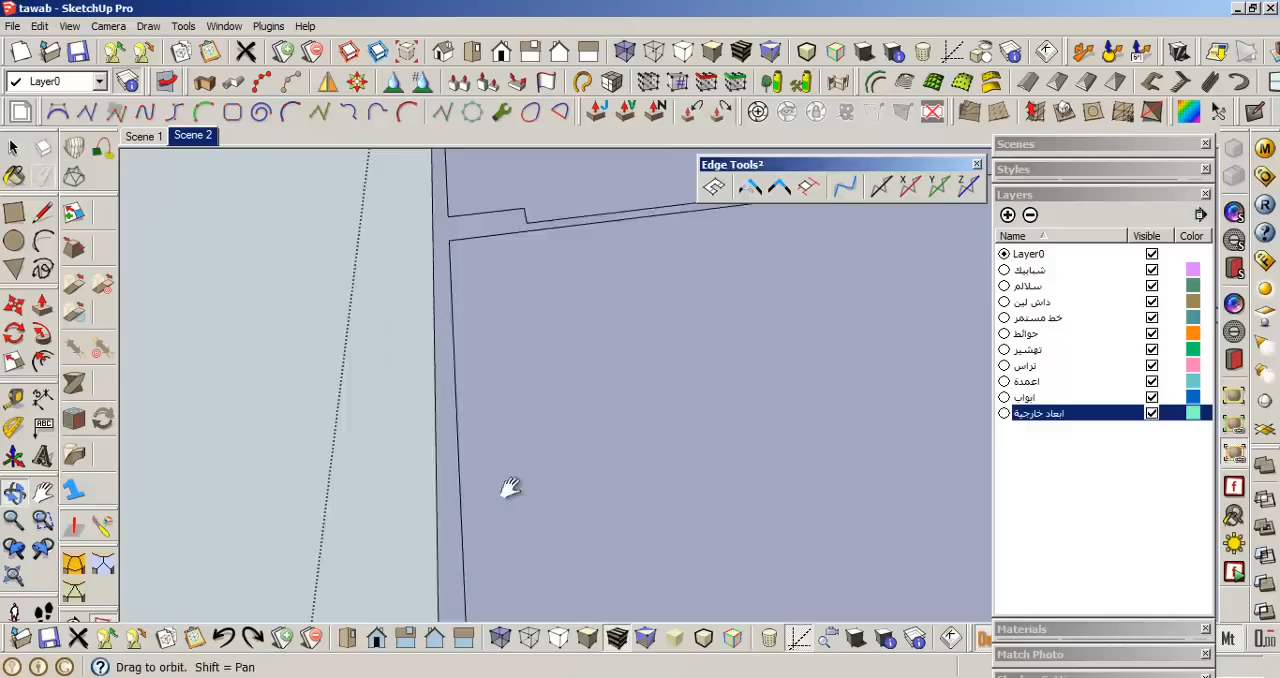 tawab - SketchUp Pro
File Edit View Camera Draw Tools Window Plugins Help
Layer0
Scene 1 Scene 2
Edge Tools²
Scenes
Styles
Layers
Name Visible Color
Layer0
شبابيك
سلالم
داش لين
خط مستمر
حوائط
تهشير
تراس
اعمدة
ابواب
ابعاد خارجية
Materials
Match Photo
Drag to orbit. Shift = Pan